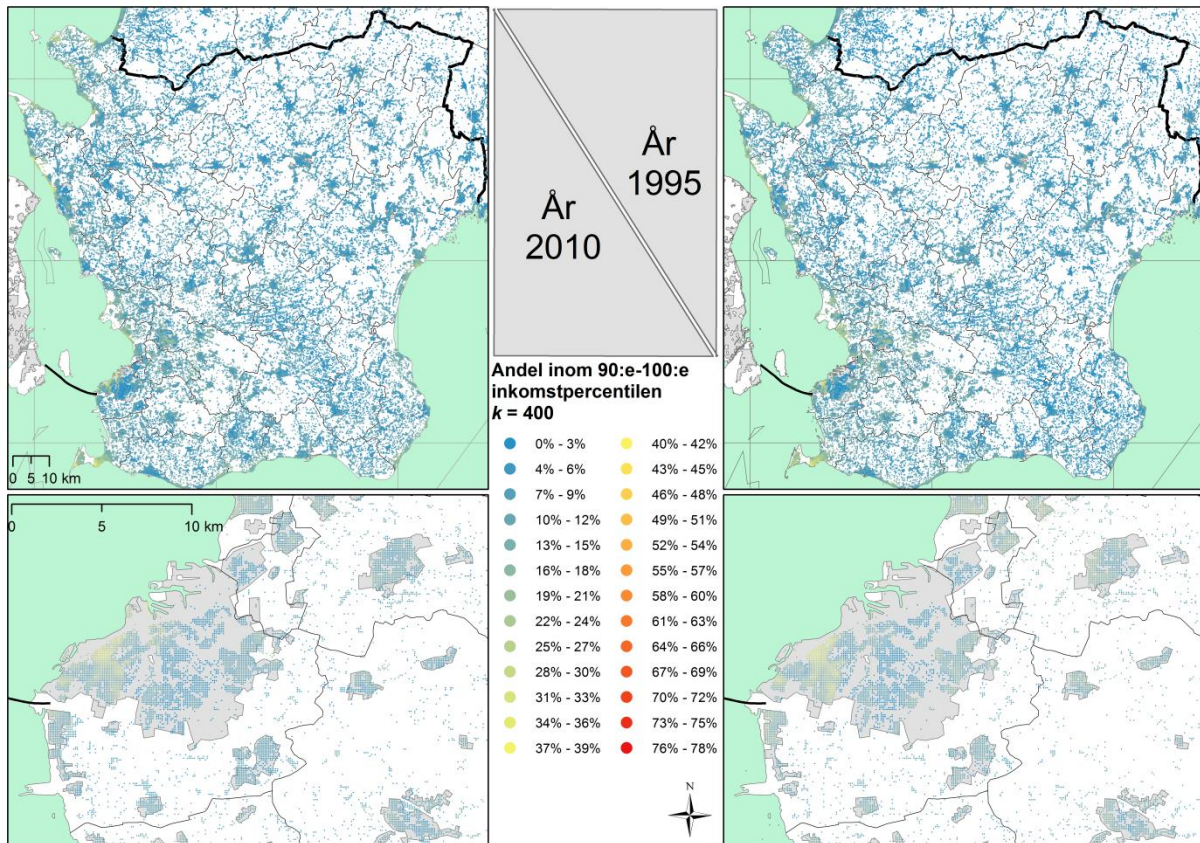 År
1995
År
2010
Andel inom 90:e-100:e
inkomstpercentilen
k = 400
0% - 3%
4% - 6%
7% - 9%
10% - 12%
13% - 15%
16% - 18%
19% - 21%
22% - 24%
25% - 27%
28% - 30%
31% - 33%
34% - 36%
37% - 39%
40% - 42%
43% - 45%
46% - 48%
49% - 51%
52% - 54%
55% - 57%
58% - 60%
61% - 63%
64% - 66%
67% - 69%
70% - 72%
73% - 75%
76% - 78%
0 5 10 km
0 5 10 km
N